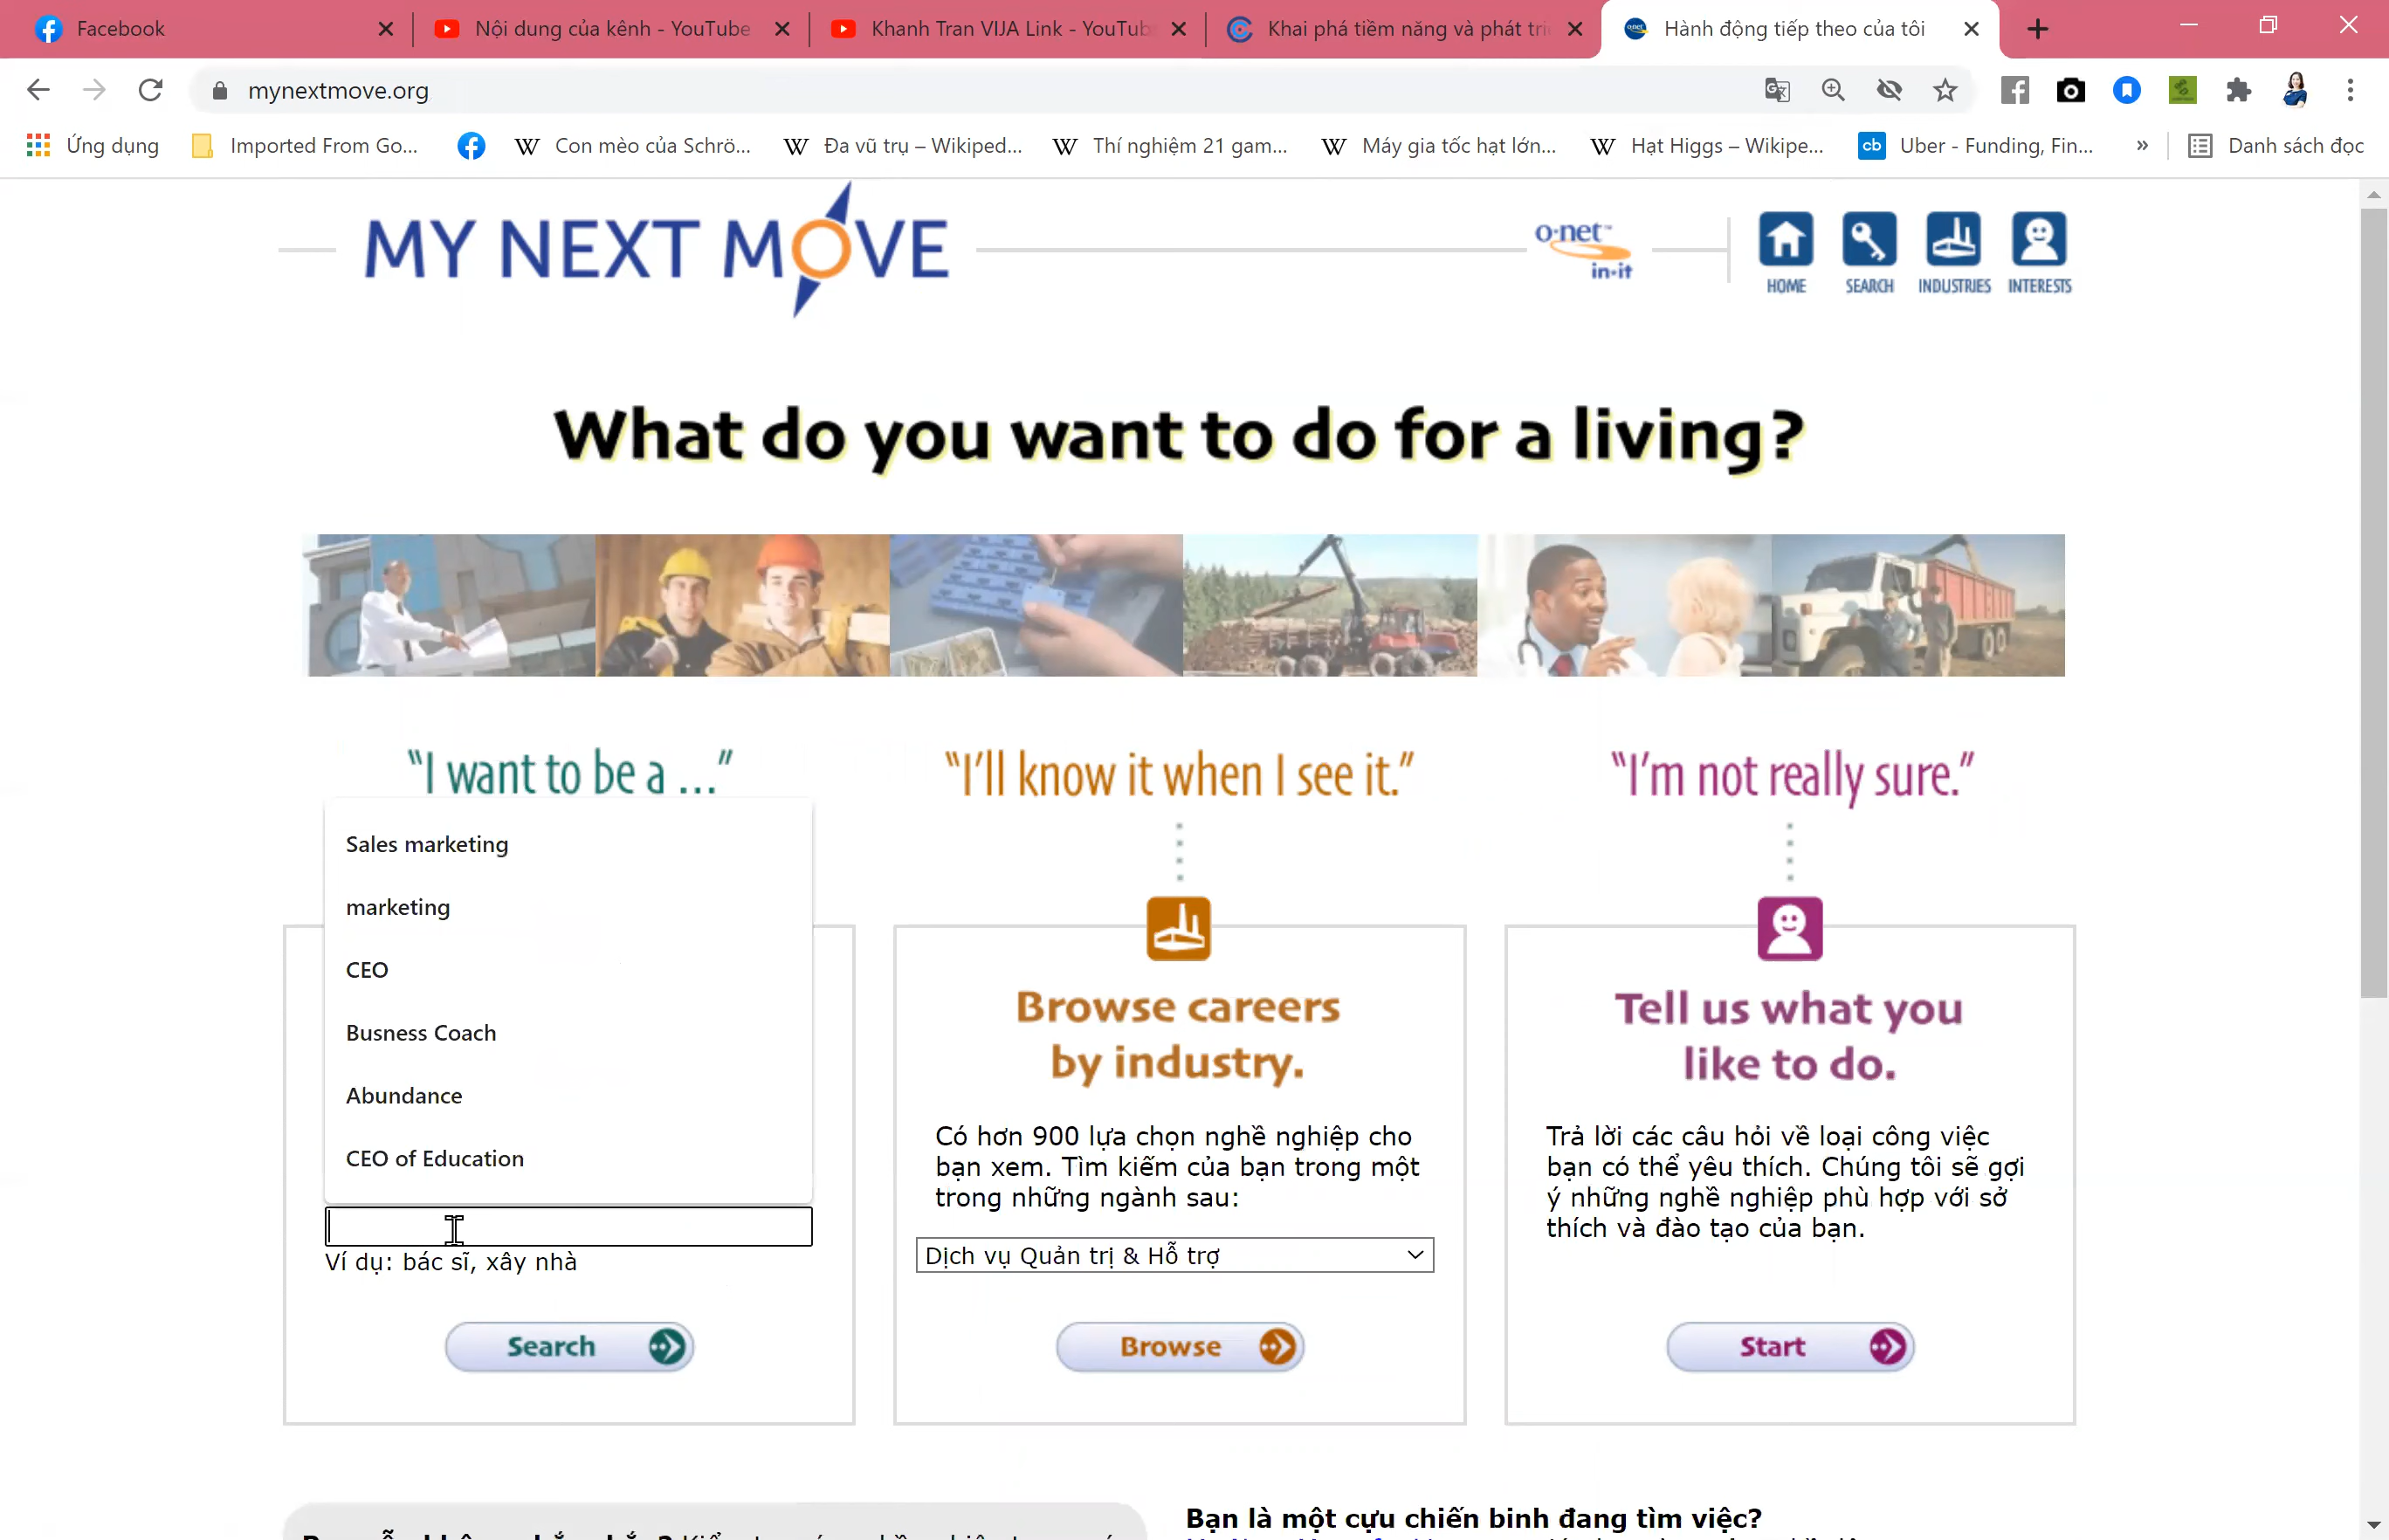 Facebook
Nội dung của kênh - YouTube
Khanh Tran VIJA Link - YouTub
Khai phá tiềm năng và phát tri
Hành động tiếp theo của tôi
mynextmove.org
Ứng dụng
Imported From Go...
Con mèo của Schrö...
Đa vũ trụ – Wikiped...
Thí nghiệm 21 gam...
Máy gia tốc hạt lớn...
Hạt Higgs – Wikipe...
cb
Uber - Funding, Fin...
»
Danh sách đọc
MY NEXT MOVE
o·net™
in-it
HOME
SEARCH
INDUSTRIES
INTERESTS
What do you want to do for a living?
“I want to be a ...”
Sales marketing
marketing
CEO
Busness Coach
Abundance
CEO of Education
Ví dụ: bác sĩ, xây nhà
Search
“I’ll know it when I see it.”
Browse careers
by industry.
Có hơn 900 lựa chọn nghề nghiệp cho
bạn xem. Tìm kiếm của bạn trong một
trong những ngành sau:
Dịch vụ Quản trị & Hỗ trợ
Browse
“I’m not really sure.”
Tell us what you
like to do.
Trả lời các câu hỏi về loại công việc
bạn có thể yêu thích. Chúng tôi sẽ gợi
ý những nghề nghiệp phù hợp với sở
thích và đào tạo của bạn.
Start
Bạn là một cựu chiến binh đang tìm việc?